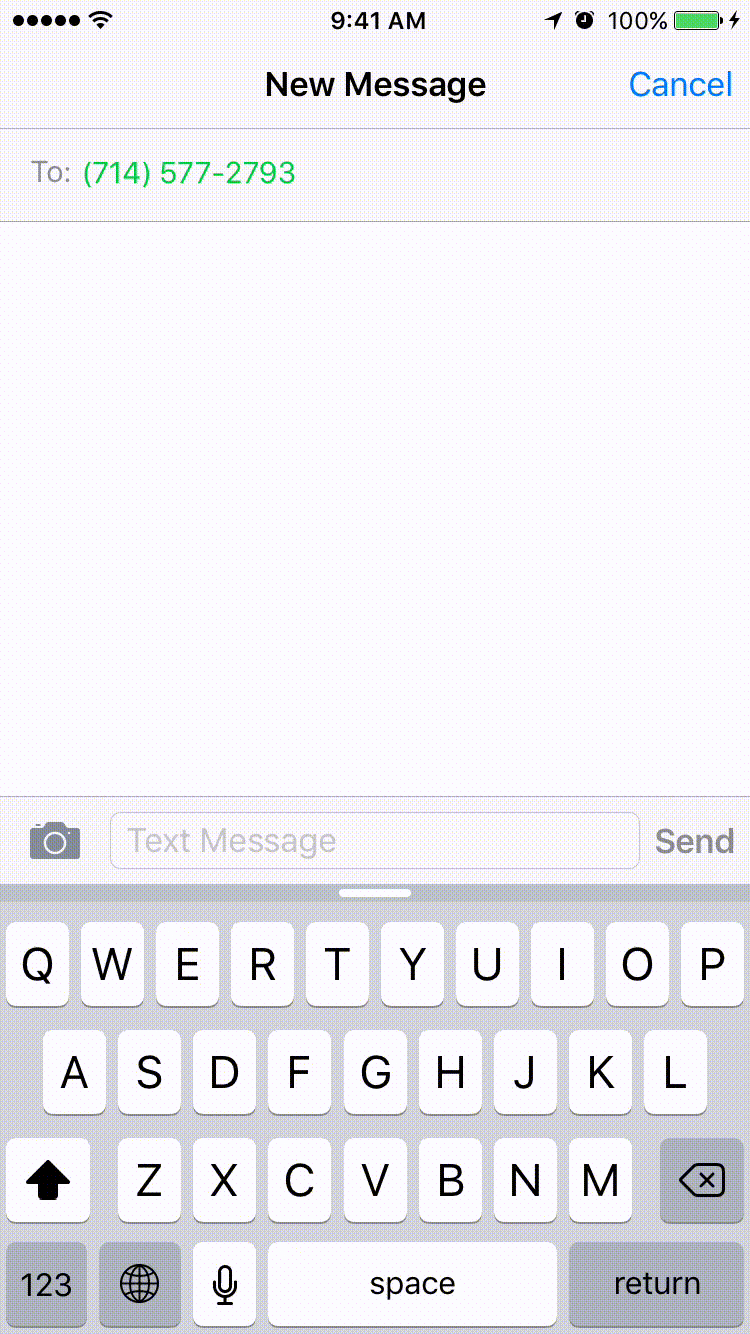 9:41 AM 100%
New Message Cancel
To: (714) 577-2793
Text Message Send
Q W E R T Y U I O P
A S D F G H J K L
Z X C V B N M
123 space return